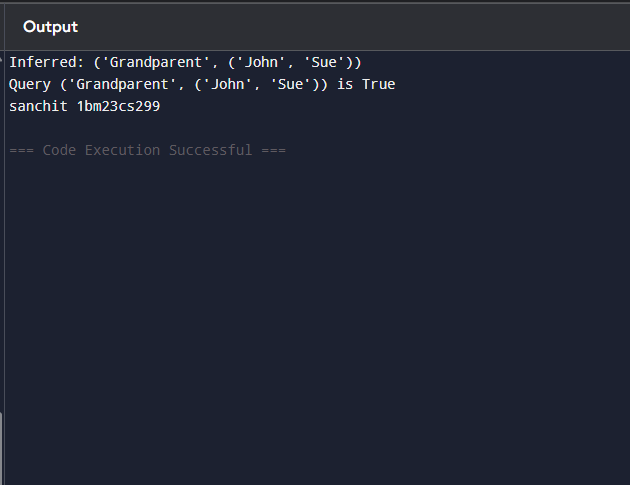 Output
Inferred: ('Grandparent', ('John', 'Sue'))
Query ('Grandparent', ('John', 'Sue')) is True
sanchit 1bm23cs299
=== Code Execution Successful ===